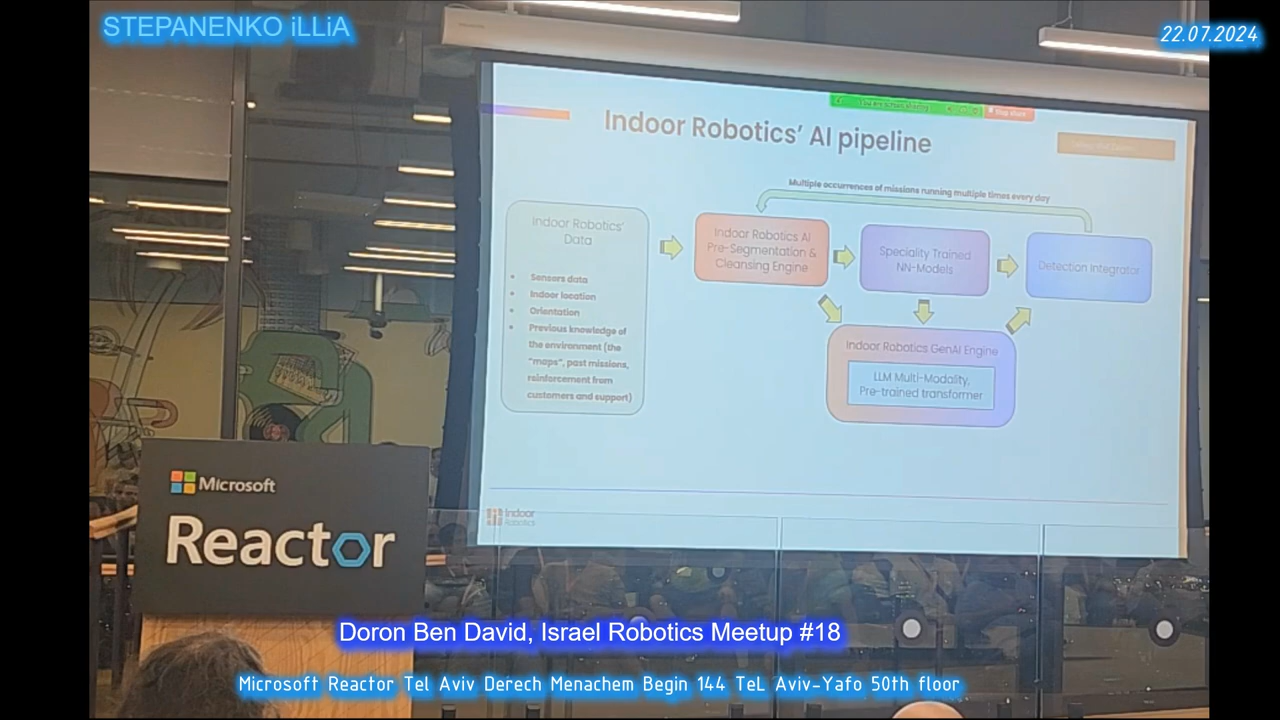 STEPANENKO iLLiA
22.07.2024
Stop share
Indoor Robotics' AI pipeline
Multiple occurrences of missions running multiple times every day
Indoor Robotics'
Data
• Sensors data
• Indoor location
• Orientation
• Previous knowledge of
the environment (the
"maps", past missions,
reinforcement from
customers and support)
Indoor Robotics AI
Pre-Segmentation &
Cleansing Engine
Speciality Trained
NN-Models
Detection Integrator
Indoor Robotics GenAI Engine
LLM Multi-Modality,
Pre-trained transformer
Indoor
Robotics
Microsoft
Reactor
Doron Ben David, Israel Robotics Meetup #18
Microsoft Reactor Tel Aviv Derech Menachem Begin 144 TeL Aviv-Yafo 50th floor